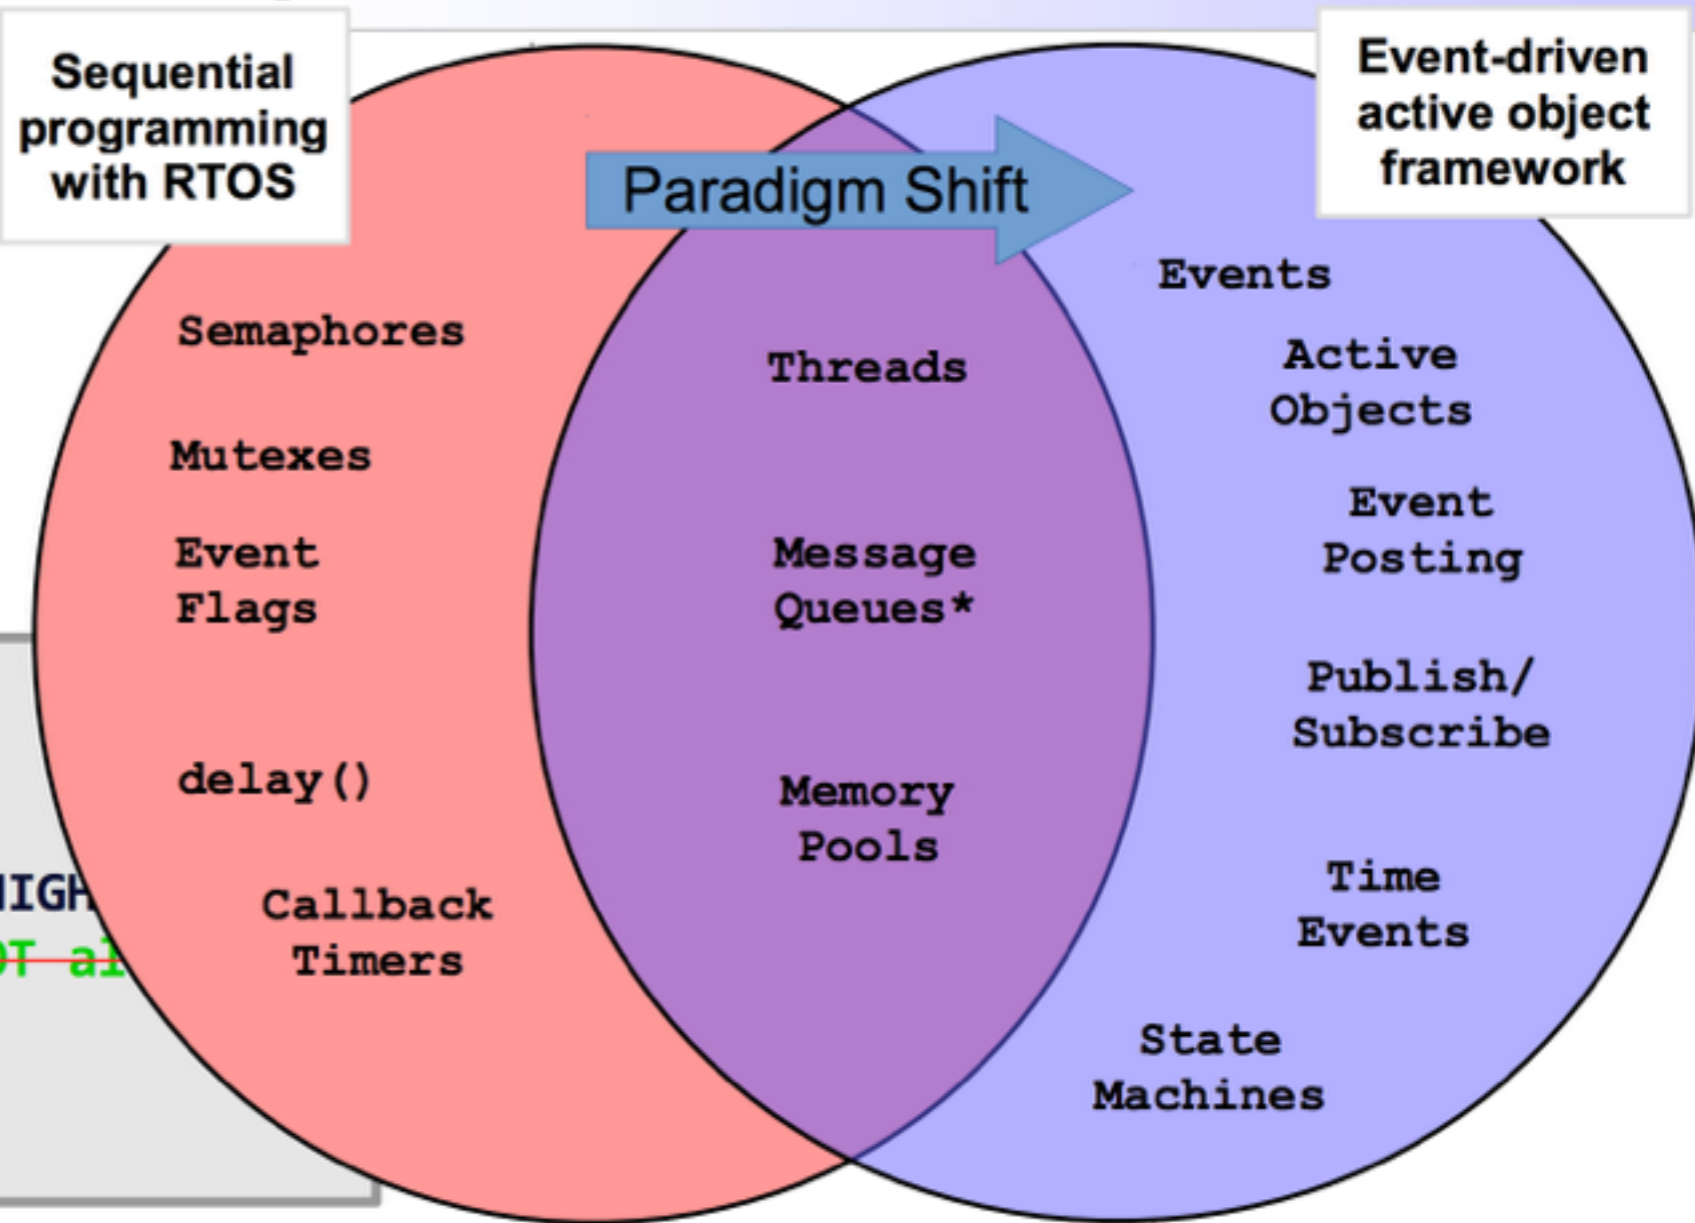 Sequential
programming
with RTOS
Event-driven
active object
framework
Paradigm Shift
Semaphores
Mutexes
Event
Flags
delay()
Callback
Timers
Threads
Message
Queues*
Memory
Pools
Events
Active
Objects
Event
Posting
Publish/
Subscribe
Time
Events
State
Machines